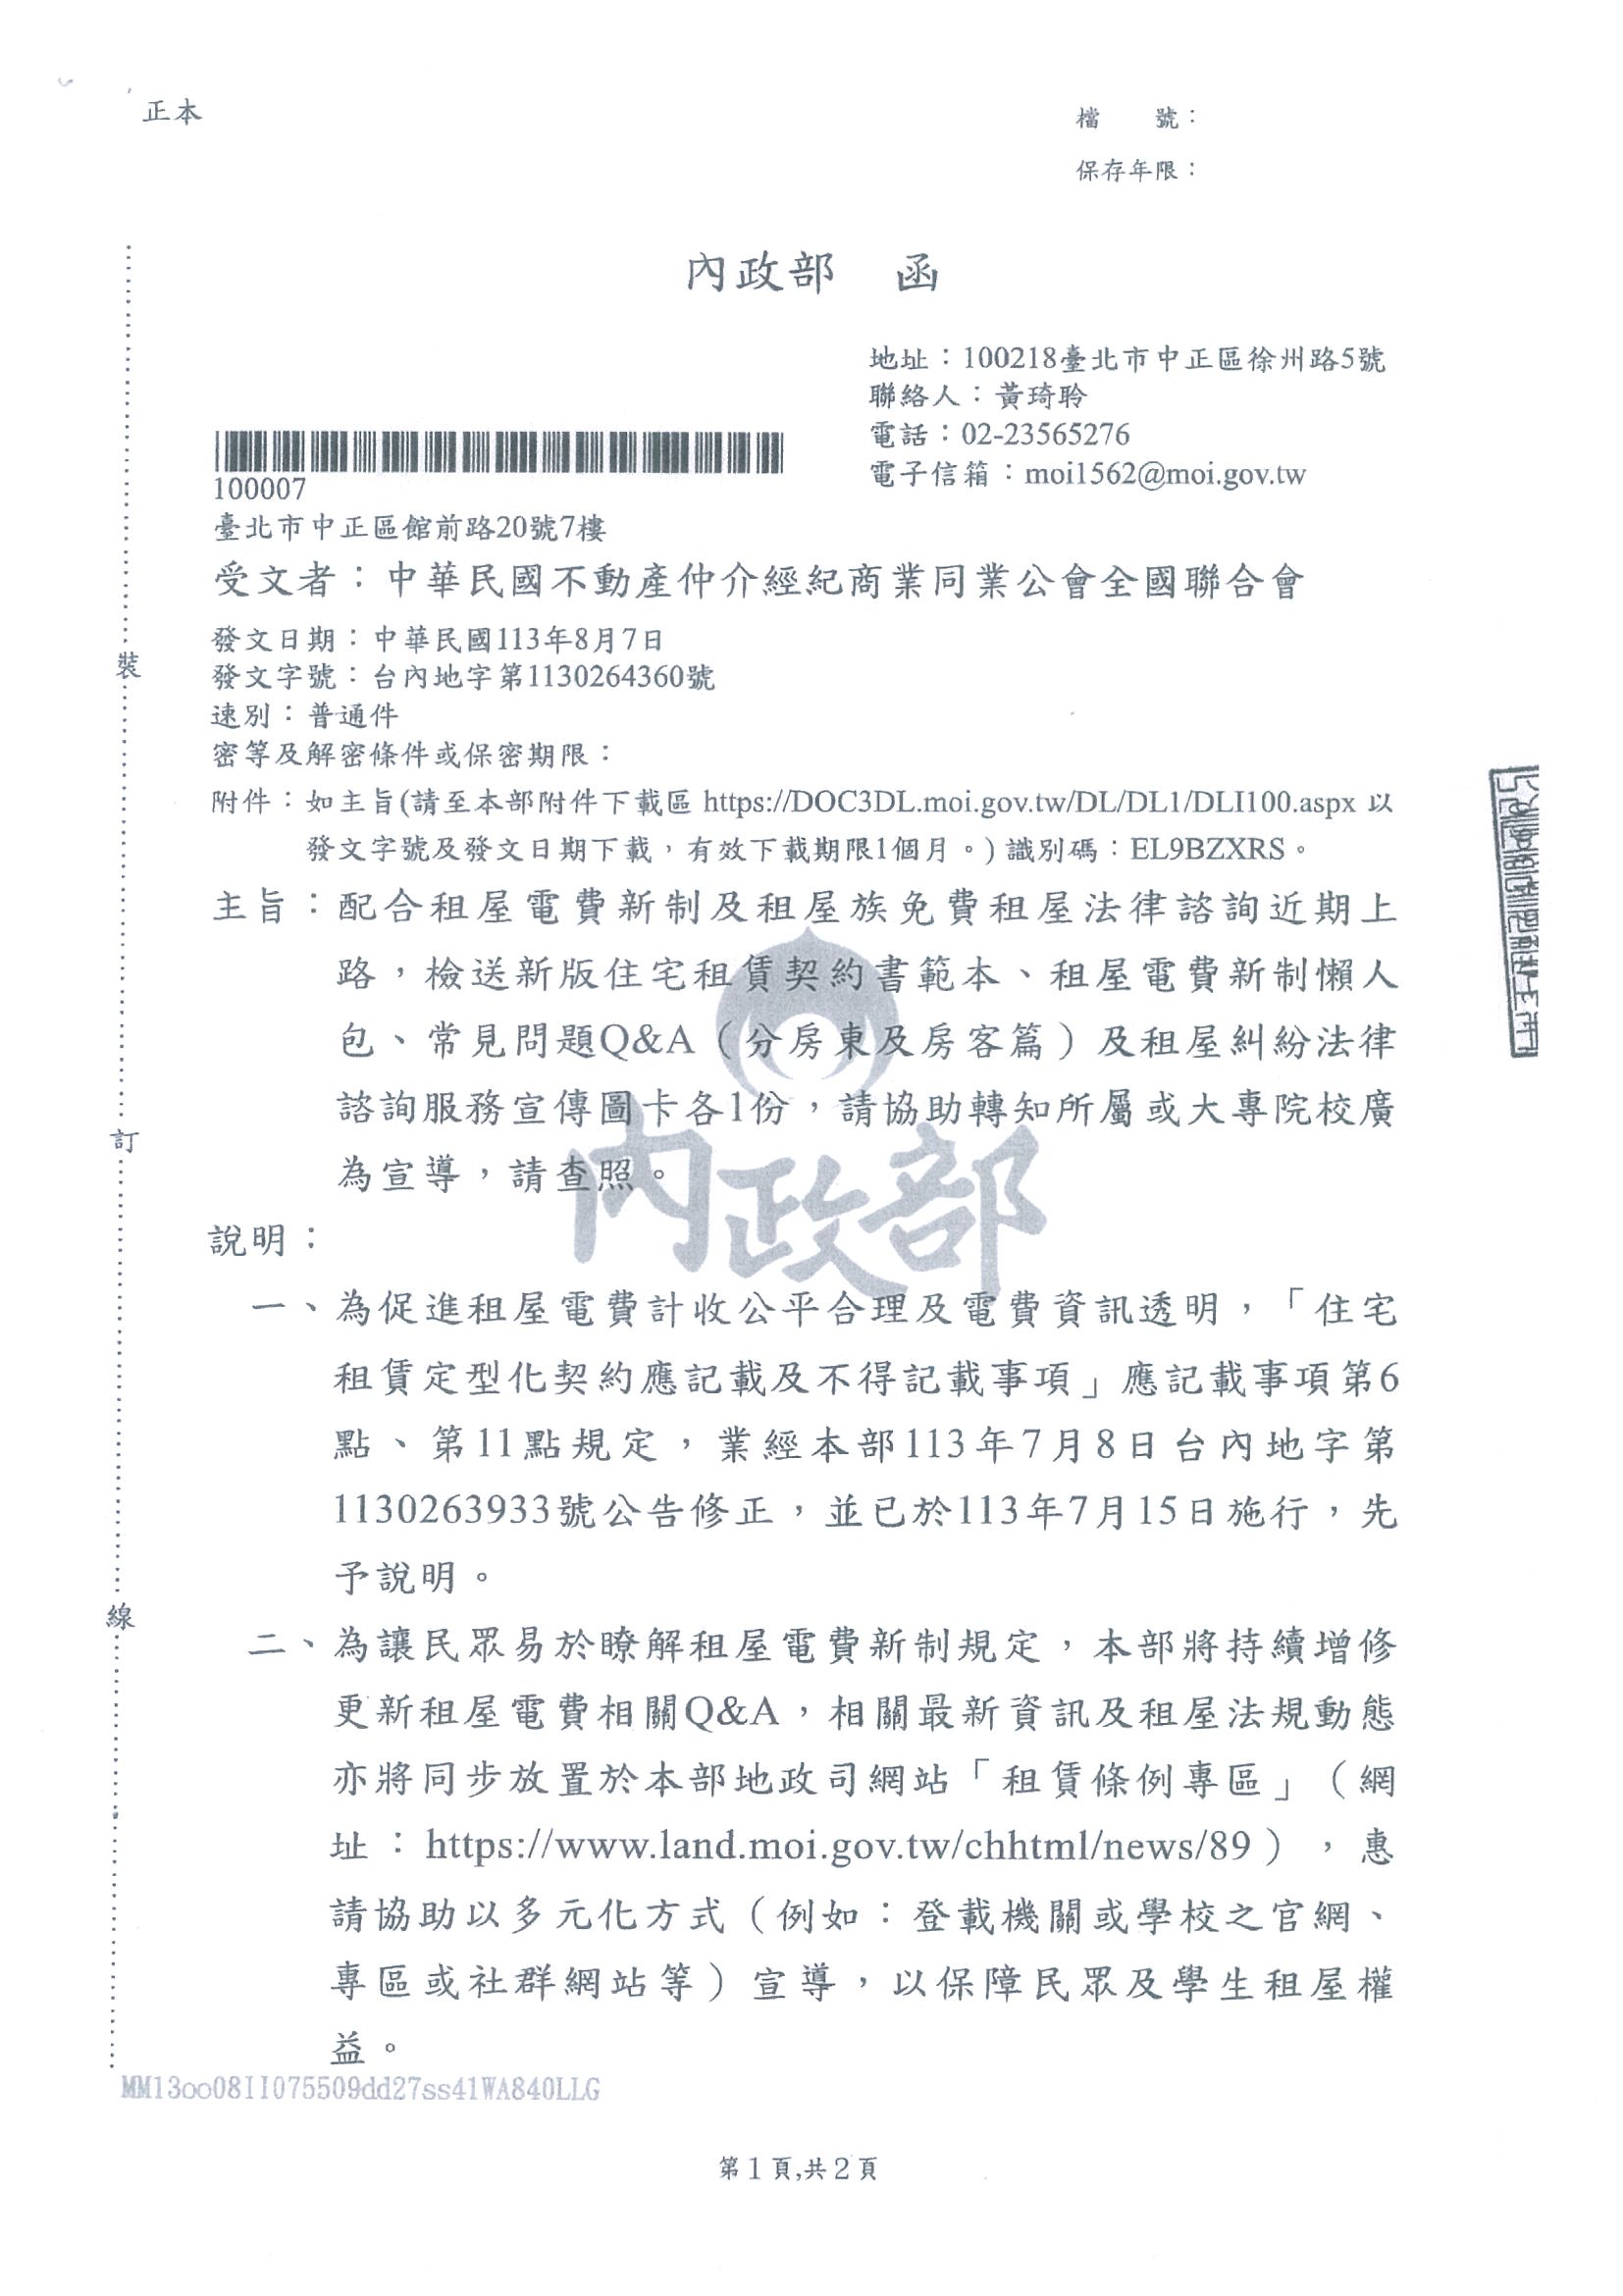 正本
檔　　號：
保存年限：
內政部　函
地址：100218臺北市中正區徐州路5號
聯絡人：黃琦聆
電話：02-23565276
電子信箱：moi1562@moi.gov.tw
100007
臺北市中正區館前路20號7樓
受文者：中華民國不動產仲介經紀商業同業公會全國聯合會
發文日期：中華民國113年8月7日
發文字號：台內地字第1130264360號
速別：普通件
密等及解密條件或保密期限：
附件：如主旨(請至本部附件下載區 https://DOC3DL.moi.gov.tw/DL/DL1/DLI100.aspx 以
發文字號及發文日期下載，有效下載期限1個月。) 識別碼：EL9BZXRS。
主旨：配合租屋電費新制及租屋族免費租屋法律諮詢近期上
路，檢送新版住宅租賃契約書範本、租屋電費新制懶人
包、常見問題Q&A（分房東及房客篇）及租屋糾紛法律
諮詢服務宣傳圖卡各1份，請協助轉知所屬或大專院校廣
為宣導，請查照。
內政部
說明：
一、為促進租屋電費計收公平合理及電費資訊透明，「住宅
租賃定型化契約應記載及不得記載事項」應記載事項第6
點、第11點規定，業經本部113年7月8日台內地字第
1130263933號公告修正，並已於113年7月15日施行，先
予說明。
二、為讓民眾易於瞭解租屋電費新制規定，本部將持續增修
更新租屋電費相關Q&A，相關最新資訊及租屋法規動態
亦將同步放置於本部地政司網站「租賃條例專區」（網
址：https://www.land.moi.gov.tw/chhtml/news/89），惠
請協助以多元化方式（例如：登載機關或學校之官網、
專區或社群網站等）宣導，以保障民眾及學生租屋權
益。
裝
訂
線
MM13oo08II075509dd27ss41WA840LLG
第1頁,共2頁